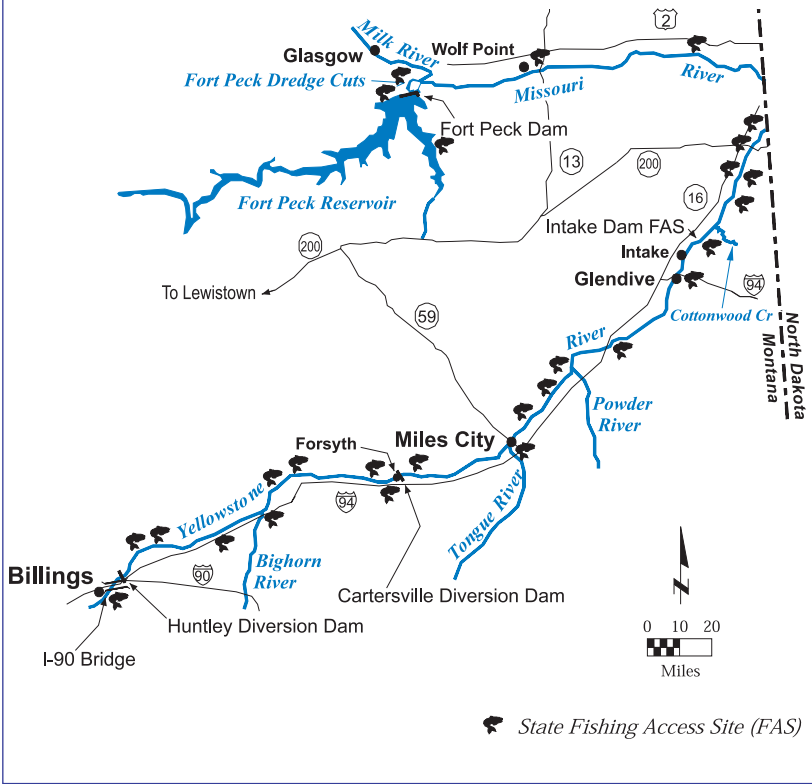 2
Milk River
Glasgow
Wolf Point
Fort Peck Dredge Cuts
Missouri
River
Fort Peck Dam
13
200
Fort Peck Reservoir
16
Intake Dam FAS
200
Intake
To Lewistown
Glendive
94
59
Cottonwood Cr
North Dakota
Montana
River
Powder
River
Miles City
Forsyth
Yellowstone
94
Tongue River
Billings
90
Bighorn
River
Cartersville Diversion Dam
Huntley Diversion Dam
I-90 Bridge
N
0 10 20
Miles
State Fishing Access Site (FAS)